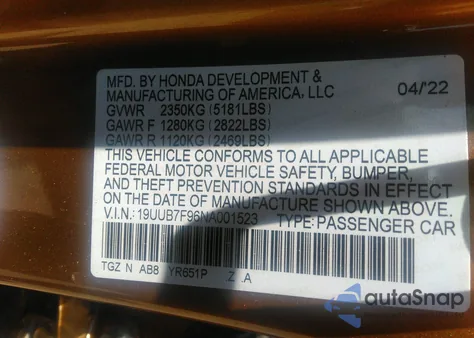 MFD. BY HONDA DEVELOPMENT &
MANUFACTURING OF AMERICA, LLC 04/'22
GVWR 2350KG (5181LBS)
GAWR F 1280KG (2822LBS)
GAWR R 1120KG (2469LBS)
THIS VEHICLE CONFORMS TO ALL APPLICABLE
FEDERAL MOTOR VEHICLE SAFETY, BUMPER,
AND THEFT PREVENTION STANDARDS IN EFFECT
ON THE DATE OF MANUFACTURE SHOWN ABOVE.
V.I.N.: 19UUB7F96NA001523 TYPE: PASSENGER CAR
TGZ N AB8 YR651P Z .A
autoSnap